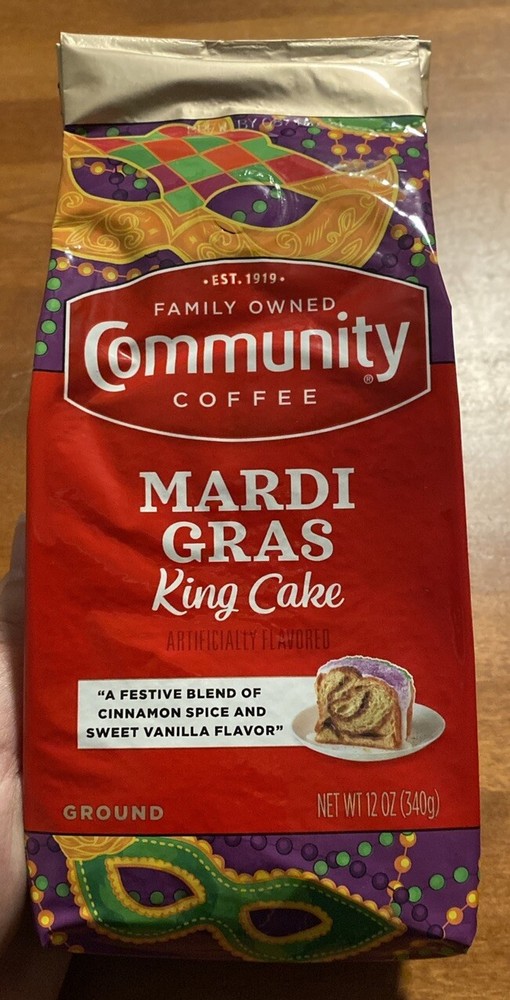 •EST. 1919•
FAMILY OWNED
Community®
COFFEE
MARDI
GRAS
King Cake
ARTIFICIALLY FLAVORED
"A FESTIVE BLEND OF
CINNAMON SPICE AND
SWEET VANILLA FLAVOR"
GROUND
NET WT 12 OZ (340g)